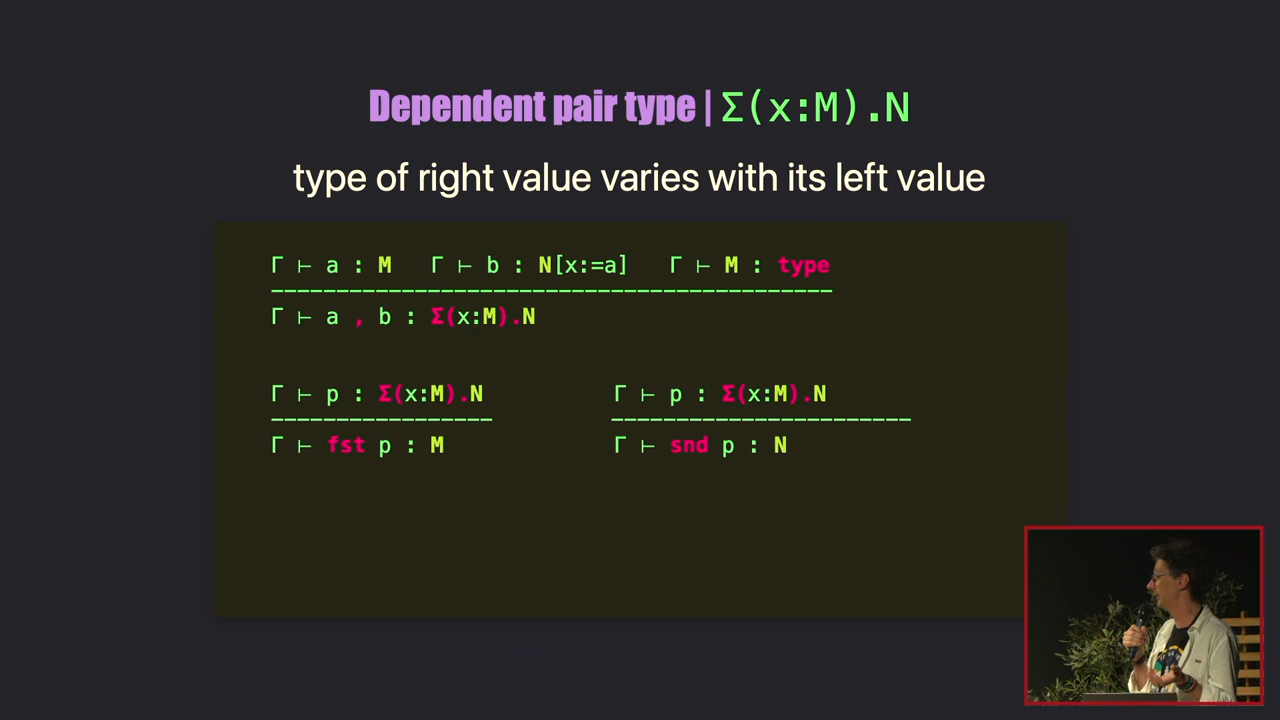 Dependent pair type | Σ(x:M).N
type of right value varies with its left value
Γ ⊢ a : M   Γ ⊢ b : N[x:=a]   Γ ⊢ M : type
Γ ⊢ a , b : Σ(x:M).N
Γ ⊢ p : Σ(x:M).N   Γ ⊢ p : Σ(x:M).N
Γ ⊢ fst p : M   Γ ⊢ snd p : N